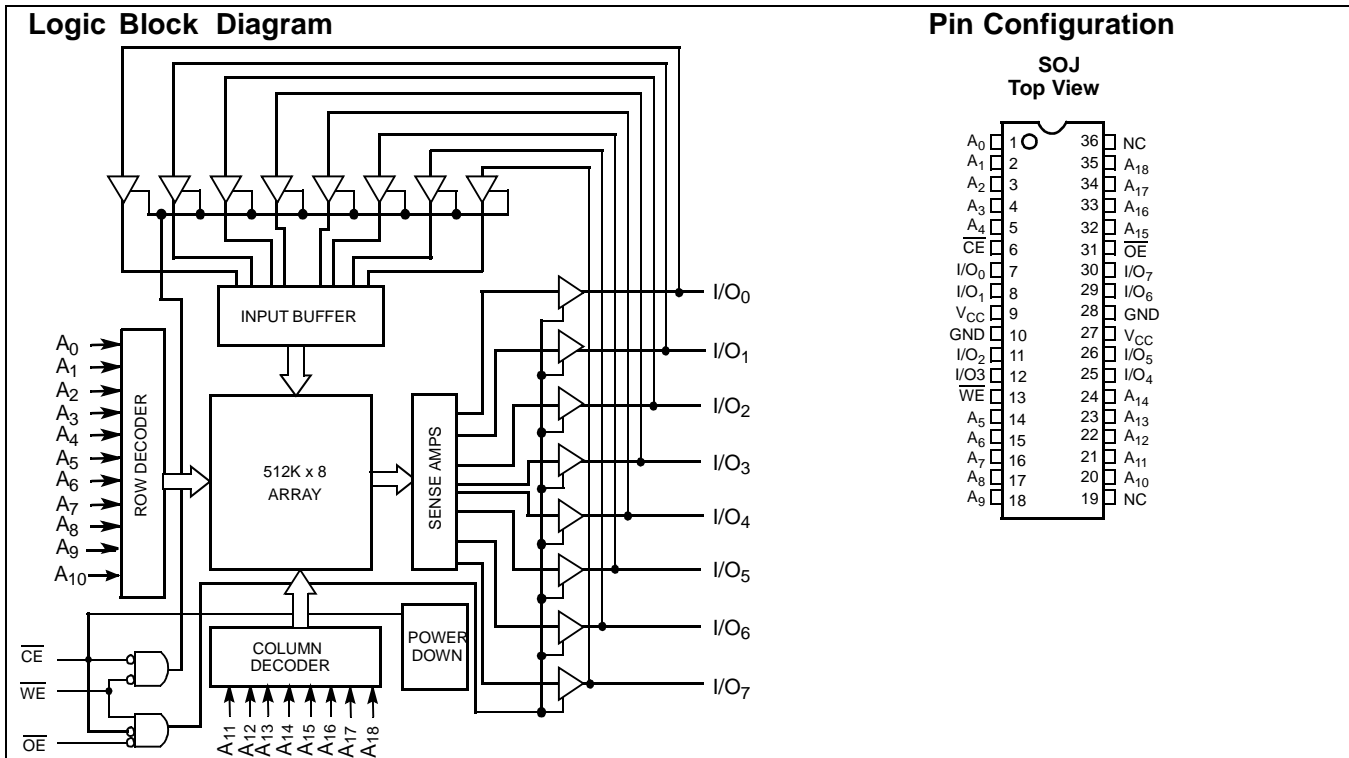 Logic Block Diagram
INPUT BUFFER
A0
A1
A2
A3
A4
A5
A6
A7
A8
A9
A10
ROW DECODER
512K x 8
ARRAY
SENSE AMPS
I/O0
I/O1
I/O2
I/O3
I/O4
I/O5
I/O6
I/O7
COLUMN
DECODER
POWER
DOWN
CE
WE
OE
A11
A12
A13
A14
A15
A16
A17
A18
Pin Configuration
SOJ
Top View
A0 1 36 NC
A1 2 35 A18
A2 3 34 A17
A3 4 33 A16
A4 5 32 A15
CE 6 31 OE
I/O0 7 30 I/O7
I/O1 8 29 I/O6
VCC 9 28 GND
GND 10 27 VCC
I/O2 11 26 I/O5
I/O3 12 25 I/O4
WE 13 24 A14
A5 14 23 A13
A6 15 22 A12
A7 16 21 A11
A8 17 20 A10
A9 18 19 NC